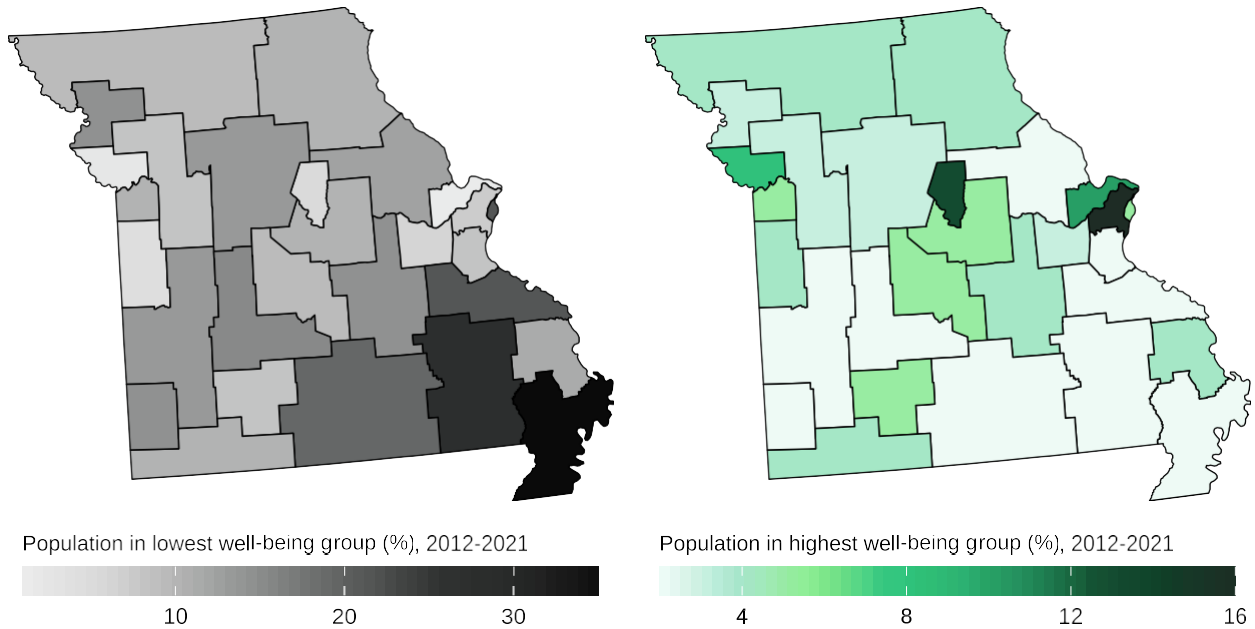 Population in lowest well-being group (%), 2012-2021
10 20 30
Population in highest well-being group (%), 2012-2021
4 8 12 16